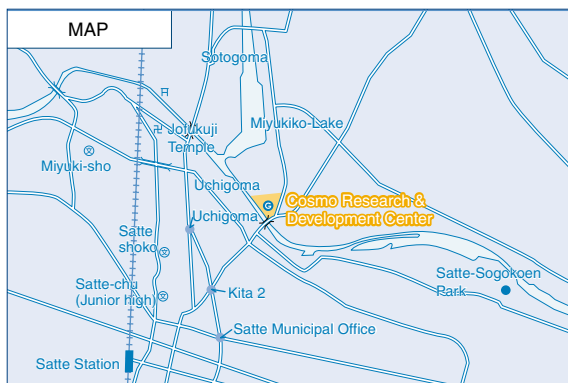 MAP
Sotogoma
Jofukuji
Temple
Miyukiko-Lake
Miyuki-sho
Uchigoma
Cosmo Research &
Development Center
G
Uchigoma
Satte
shoko
Satte-chu
(Junior high)
Kita 2
Satte-Sogokoen
Park
Satte Municipal Office
Satte Station